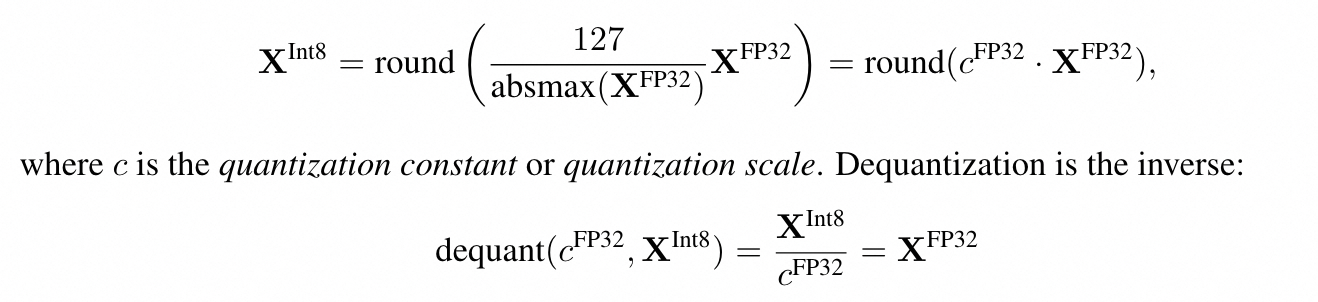 X^Int8 = round ( 127 / absmax(X^FP32) X^FP32 ) = round(c^FP32 · X^FP32),
where c is the quantization constant or quantization scale. Dequantization is the inverse:
dequant(c^FP32, X^Int8) = X^Int8 / c^FP32 = X^FP32